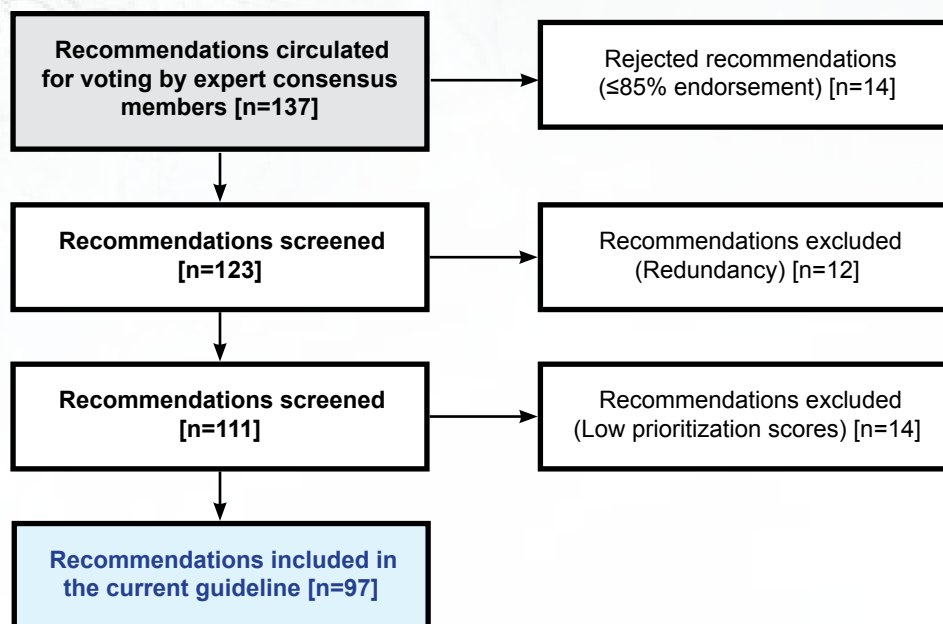 Recommendations circulated
for voting by expert consensus
members [n=137]
Rejected recommendations
(≤85% endorsement) [n=14]
Recommendations screened
[n=123]
Recommendations excluded
(Redundancy) [n=12]
Recommendations screened
[n=111]
Recommendations excluded
(Low prioritization scores) [n=14]
Recommendations included in
the current guideline [n=97]